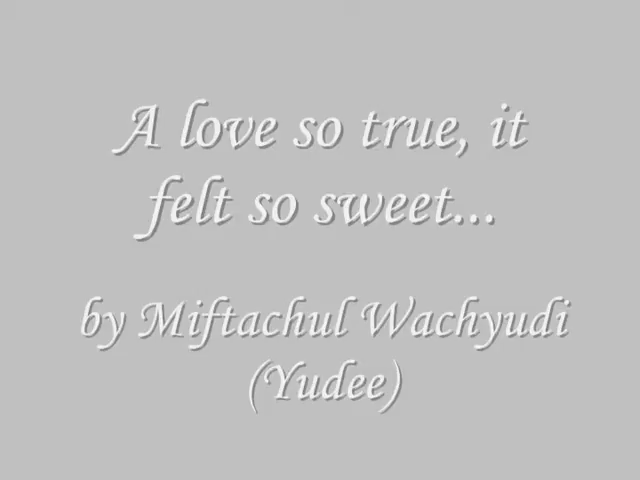 A love so true, it
felt so sweet...
by Miftachul Wachyudi
(Yudee)